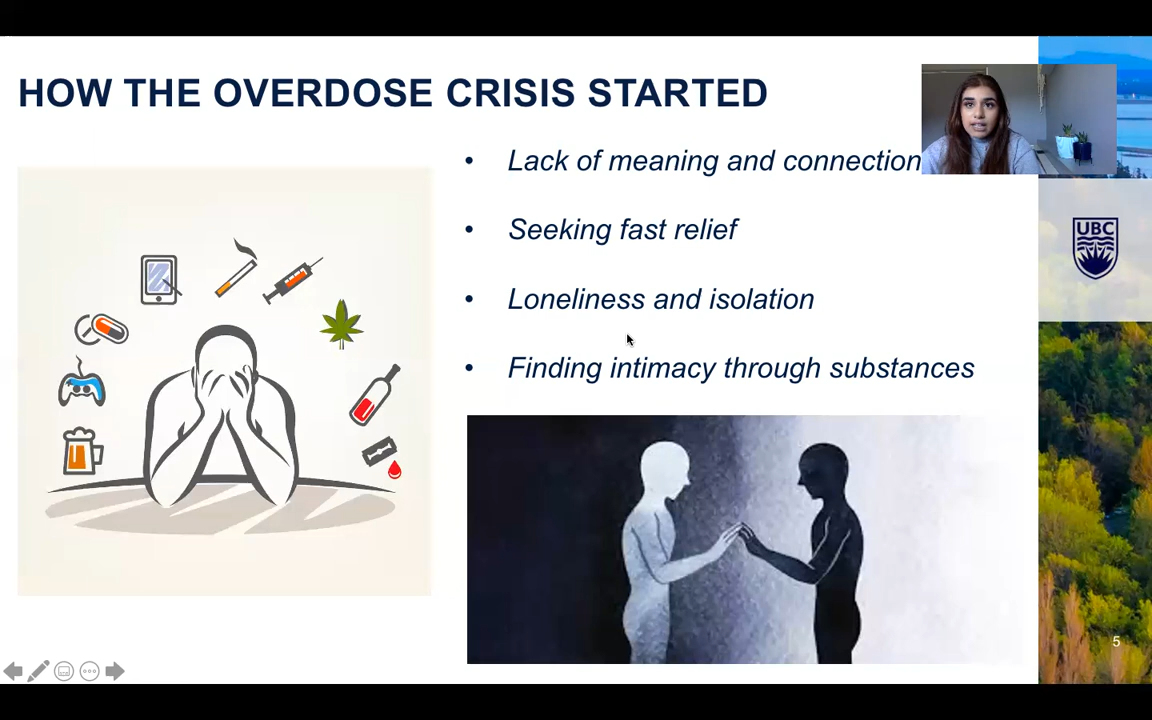 HOW THE OVERDOSE CRISIS STARTED
• Lack of meaning and connection
• Seeking fast relief
• Loneliness and isolation
• Finding intimacy through substances
UBC
5